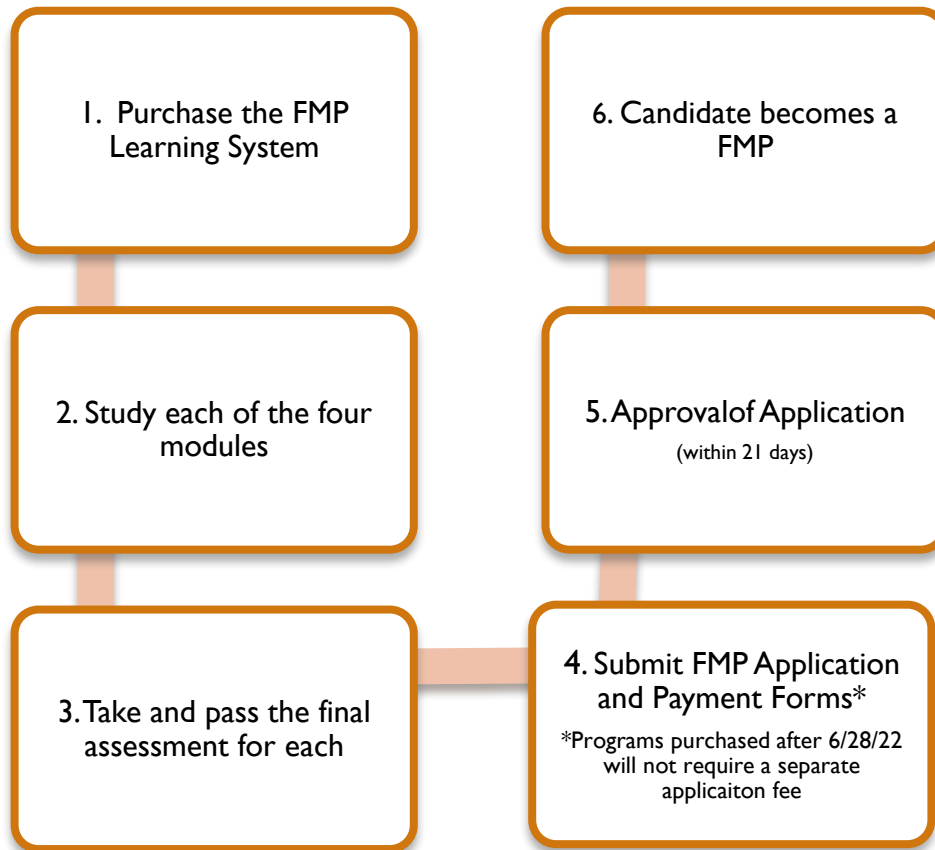 1. Purchase the FMP
Learning System
2. Study each of the four
modules
3. Take and pass the final
assessment for each
4. Submit FMP Application
and Payment Forms*
*Programs purchased after 6/28/22
will not require a separate
applicaiton fee
5. Approvalof Application
(within 21 days)
6. Candidate becomes a
FMP